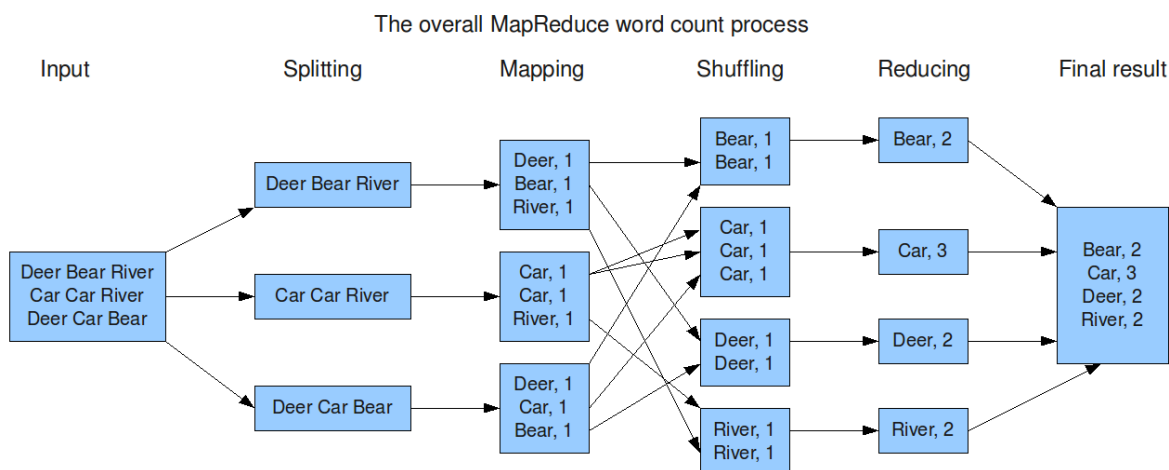 The overall MapReduce word count process
Input
Splitting
Mapping
Shuffling
Reducing
Final result
Deer Bear River
Car Car River
Deer Car Bear
Deer Bear River
Car Car River
Deer Car Bear
Deer, 1
Bear, 1
River, 1
Car, 1
Car, 1
River, 1
Deer, 1
Car, 1
Bear, 1
Bear, 1
Bear, 1
Car, 1
Car, 1
Car, 1
Deer, 1
Deer, 1
River, 1
River, 1
Bear, 2
Car, 3
Deer, 2
River, 2
Bear, 2
Car, 3
Deer, 2
River, 2